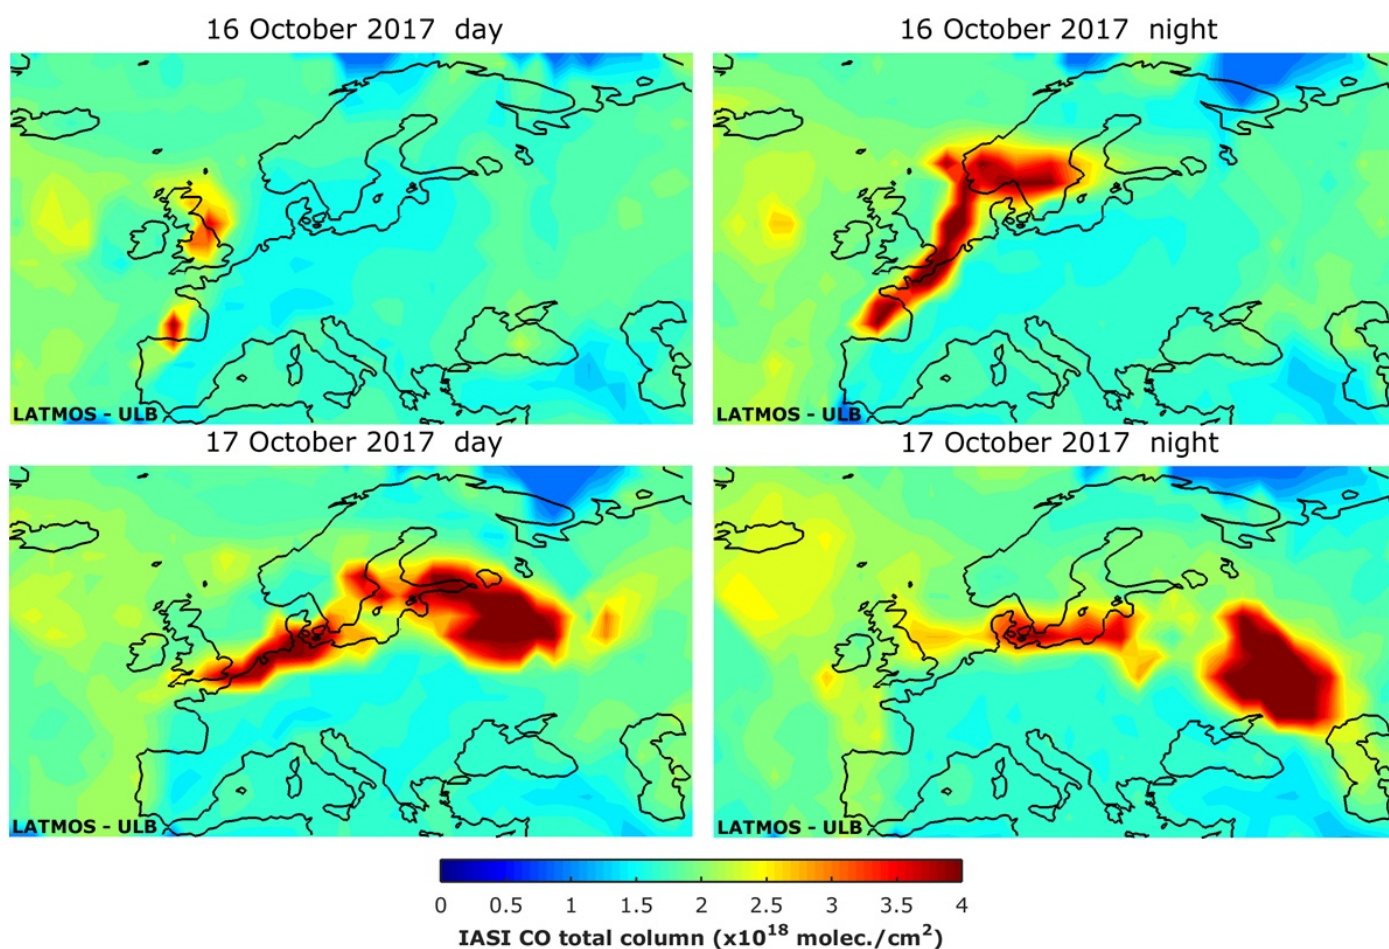 16 October 2017 day
16 October 2017 night
LATMOS - ULB
LATMOS - ULB
17 October 2017 day
17 October 2017 night
LATMOS - ULB
LATMOS - ULB
0 0.5 1 1.5 2 2.5 3 3.5 4
IASI CO total column (x10¹⁸ molec./cm²)